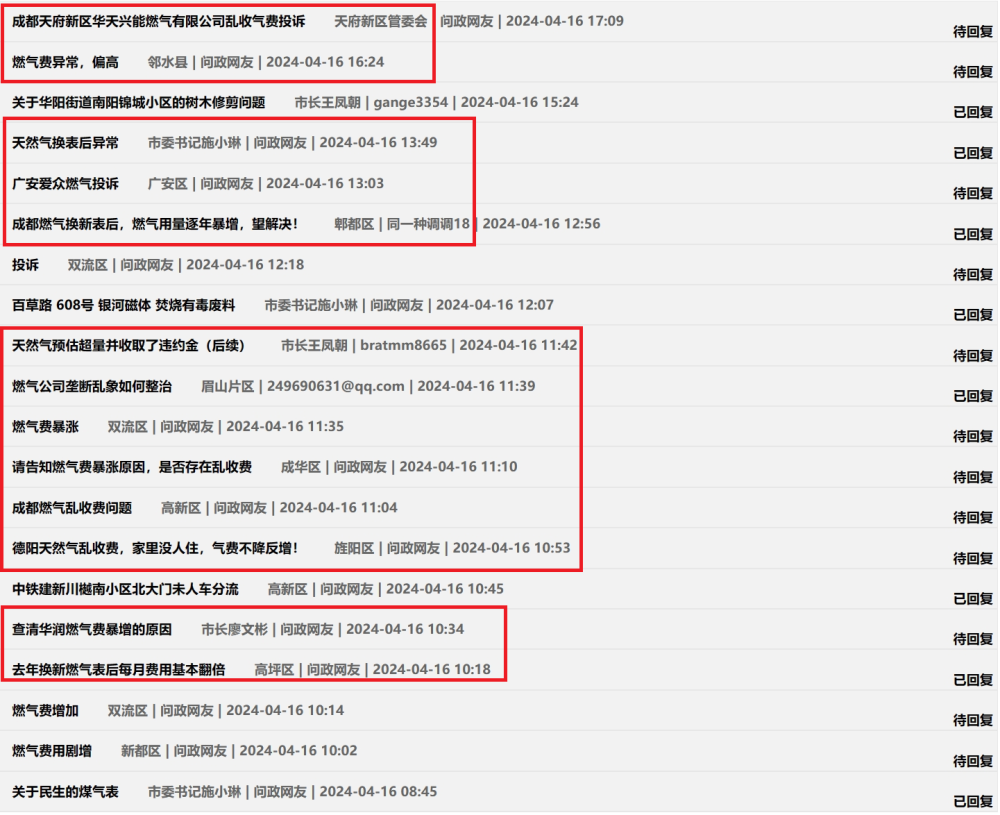 成都天府新区华天兴能燃气有限公司乱收气费投诉 天府新区管委会 | 问政网友 | 2024-04-16 17:09 待回复
燃气费异常，偏高 邻水县 | 问政网友 | 2024-04-16 16:24 待回复
关于华阳街道南阳锦城小区的树木修剪问题 市长王凤朝 | gange3354 | 2024-04-16 15:24 已回复
天然气换表后异常 市委书记施小琳 | 问政网友 | 2024-04-16 13:49 已回复
广安爱众燃气投诉 广安区 | 问政网友 | 2024-04-16 13:03 待回复
成都燃气换新表后，燃气用量逐年暴增，望解决！ 郫都区 | 同一种调调18 | 2024-04-16 12:56 已回复
投诉 双流区 | 问政网友 | 2024-04-16 12:18 待回复
百草路 608号 银河磁体 焚烧有毒废料 市委书记施小琳 | 问政网友 | 2024-04-16 12:07 已回复
天然气预估超量并收取了违约金（后续） 市长王凤朝 | bratmm8665 | 2024-04-16 11:42 待回复
燃气公司垄断乱象如何整治 眉山片区 | 249690631@qq.com | 2024-04-16 11:39 已回复
燃气费暴涨 双流区 | 问政网友 | 2024-04-16 11:35 待回复
请告知燃气费暴涨原因，是否存在乱收费 成华区 | 问政网友 | 2024-04-16 11:10 待回复
成都燃气乱收费问题 高新区 | 问政网友 | 2024-04-16 11:04 待回复
德阳天然气乱收费，家里没人住，气费不降反增！ 旌阳区 | 问政网友 | 2024-04-16 10:53 待回复
中铁建新川樾南小区北大门未人车分流 高新区 | 问政网友 | 2024-04-16 10:45 已回复
查清华润燃气费暴增的原因 市长廖文彬 | 问政网友 | 2024-04-16 10:34 待回复
去年换新燃气表后每月费用基本翻倍 高坪区 | 问政网友 | 2024-04-16 10:18 已回复
燃气费增加 双流区 | 问政网友 | 2024-04-16 10:14 待回复
燃气费用剧增 新都区 | 问政网友 | 2024-04-16 10:02 待回复
关于民生的煤气表 市委书记施小琳 | 问政网友 | 2024-04-16 08:45 已回复